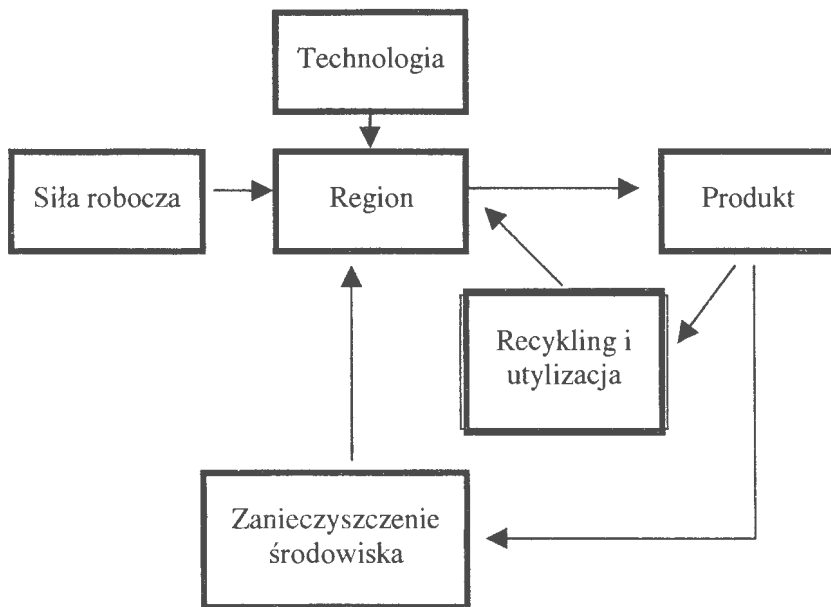 Technologia
Siła robocza
Region
Produkt
Recykling i
utylizacja
Zanieczyszczenie
środowiska